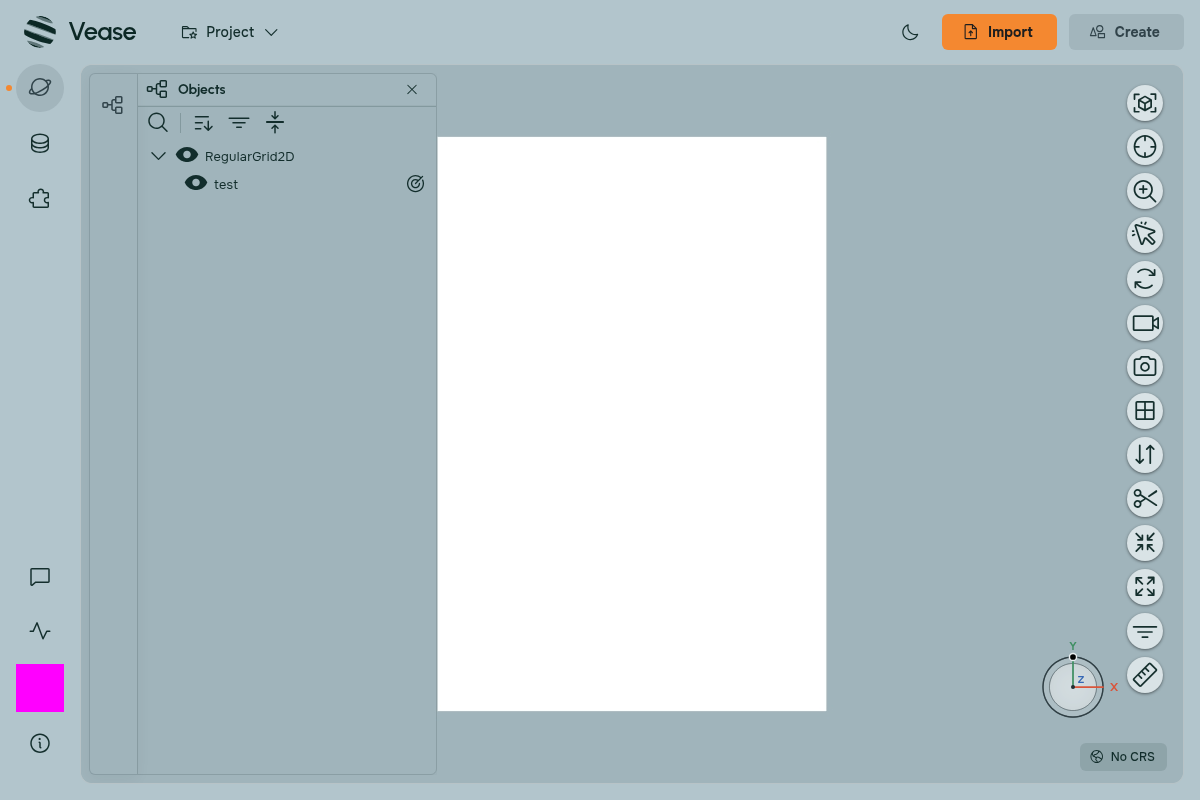 Vease
Project
Import
Create
Objects
RegularGrid2D
test
Y
Z
X
No CRS